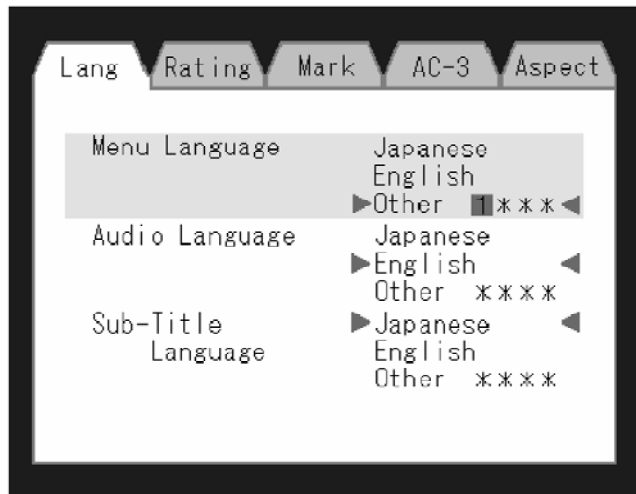 Lang Rating Mark AC-3 Aspect
Menu Language Japanese
English
▶Other 1***◀
Audio Language Japanese
▶English ◀
Other ****
Sub-Title ▶Japanese ◀
Language English
Other ****